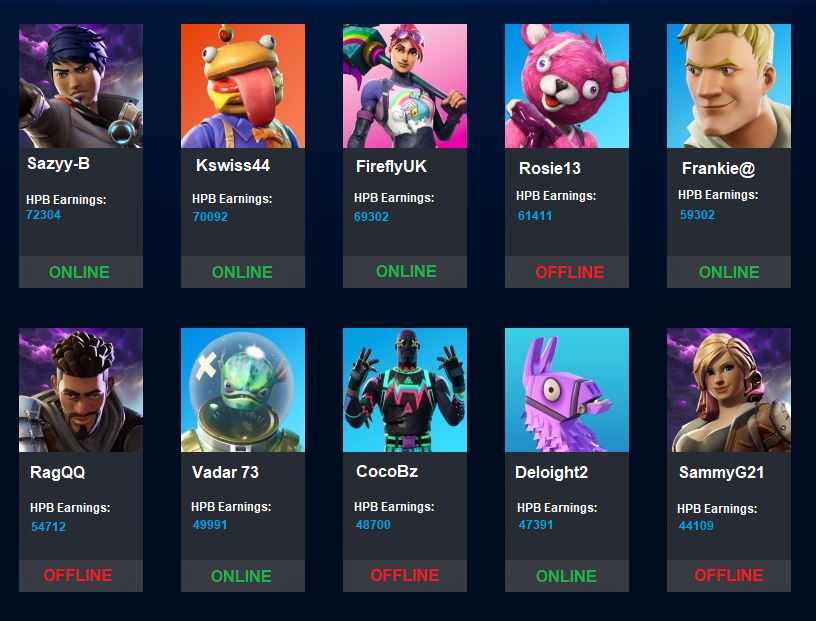 Sazyy-B
HPB Earnings:
72304
ONLINE
Kswiss44
HPB Earnings:
70092
ONLINE
FireflyUK
HPB Earnings:
69302
ONLINE
Rosie13
HPB Earnings:
61411
OFFLINE
Frankie@
HPB Earnings:
59302
ONLINE
RagQQ
HPB Earnings:
54712
OFFLINE
Vadar 73
HPB Earnings:
49991
ONLINE
CocoBz
HPB Earnings:
48700
OFFLINE
Deloight2
HPB Earnings:
47391
ONLINE
SammyG21
HPB Earnings:
44109
OFFLINE